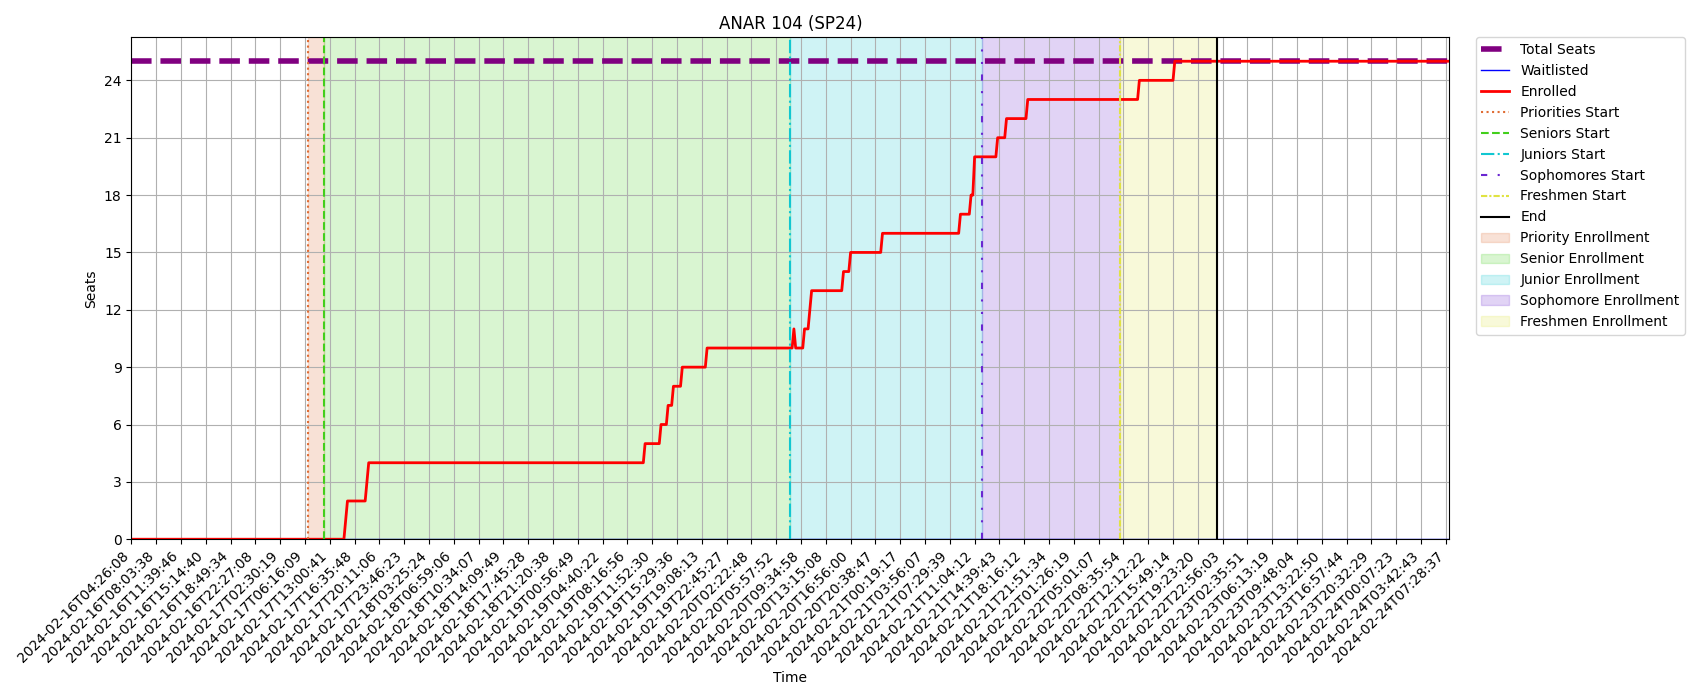 ANAR 104 (SP24)
Seats
24
21
18
15
12
9
6
3
0
2024-02-16T04:26:08
2024-02-16T08:03:38
2024-02-16T11:39:46
2024-02-16T15:14:40
2024-02-16T18:49:34
2024-02-16T22:27:08
2024-02-17T02:30:19
2024-02-17T06:16:09
2024-02-17T13:00:41
2024-02-17T16:35:48
2024-02-17T20:11:06
2024-02-17T23:46:23
2024-02-18T03:25:24
2024-02-18T06:59:06
2024-02-18T10:34:07
2024-02-18T14:09:49
2024-02-18T17:45:28
2024-02-18T21:20:38
2024-02-19T00:56:49
2024-02-19T04:40:22
2024-02-19T08:16:56
2024-02-19T11:52:30
2024-02-19T15:29:36
2024-02-19T19:08:13
2024-02-19T22:45:27
2024-02-20T02:22:48
2024-02-20T05:57:52
2024-02-20T09:34:58
2024-02-20T13:15:08
2024-02-20T16:56:00
2024-02-20T20:38:47
2024-02-21T00:19:17
2024-02-21T03:56:07
2024-02-21T07:29:39
2024-02-21T11:04:12
2024-02-21T14:39:43
2024-02-21T18:16:12
2024-02-21T21:51:34
2024-02-22T01:26:19
2024-02-22T05:01:07
2024-02-22T08:35:54
2024-02-22T12:12:22
2024-02-22T15:49:14
2024-02-22T19:23:20
2024-02-22T22:56:03
2024-02-23T02:35:51
2024-02-23T06:13:19
2024-02-23T09:48:04
2024-02-23T13:22:50
2024-02-23T16:57:44
2024-02-23T20:32:29
2024-02-24T00:07:23
2024-02-24T03:42:43
2024-02-24T07:28:37
Time
Total Seats
Waitlisted
Enrolled
Priorities Start
Seniors Start
Juniors Start
Sophomores Start
Freshmen Start
End
Priority Enrollment
Senior Enrollment
Junior Enrollment
Sophomore Enrollment
Freshmen Enrollment